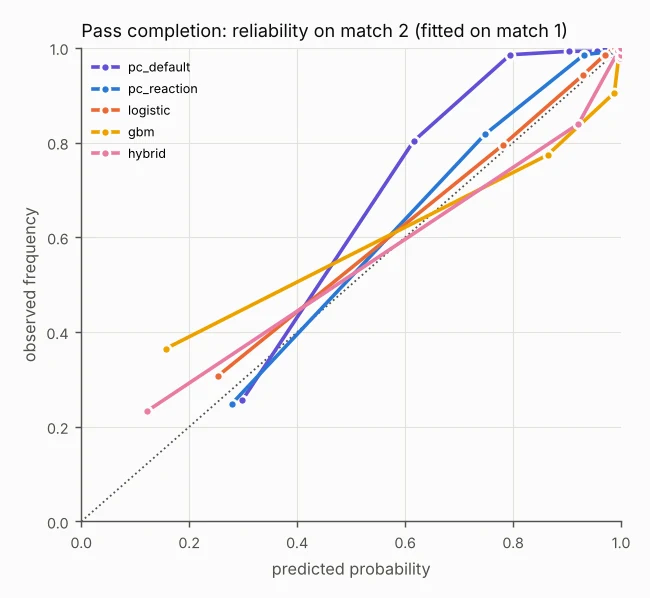 Pass completion: reliability on match 2 (fitted on match 1)
1.0
0.8
0.6
0.4
0.2
0.0
observed frequency
pc_default
pc_reaction
logistic
gbm
hybrid
0.0 0.2 0.4 0.6 0.8 1.0
predicted probability